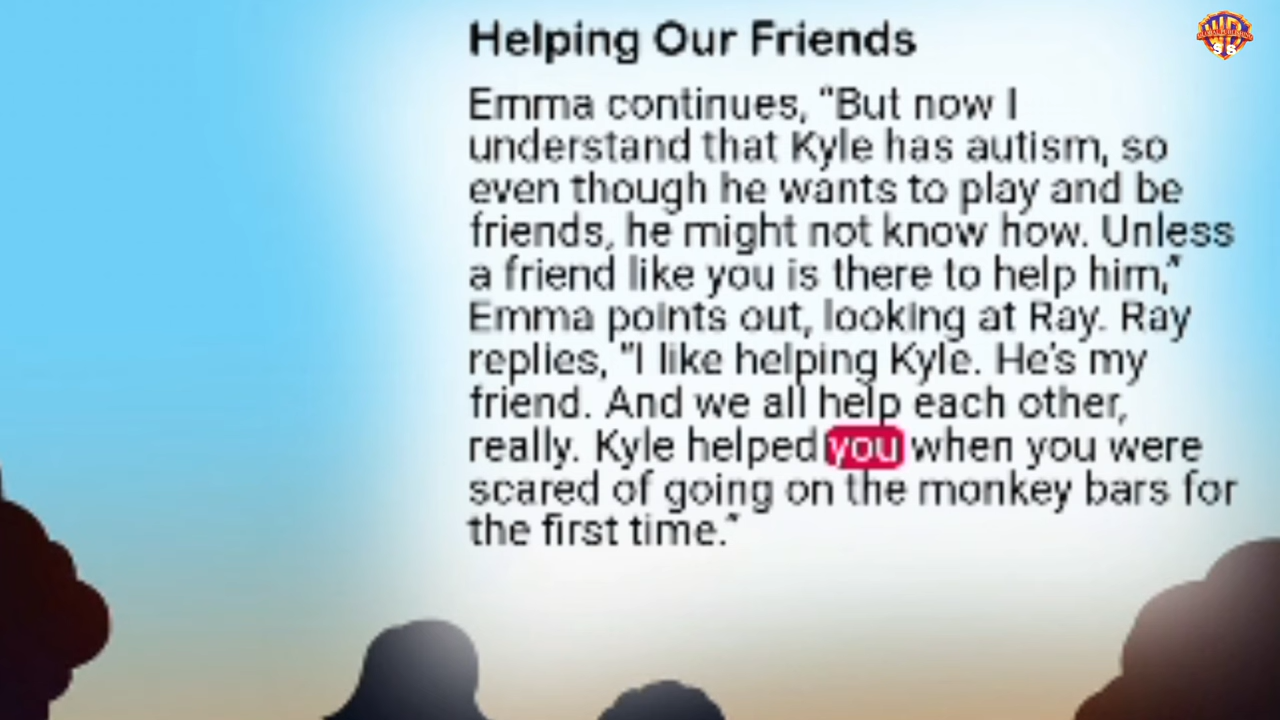 Helping Our Friends
Emma continues, “But now I
understand that Kyle has autism, so
even though he wants to play and be
friends, he might not know how. Unless
a friend like you is there to help him,”
Emma points out, looking at Ray. Ray
replies, “I like helping Kyle. He's my
friend. And we all help each other,
really. Kyle helped you when you were
scared of going on the monkey bars for
the first time.”